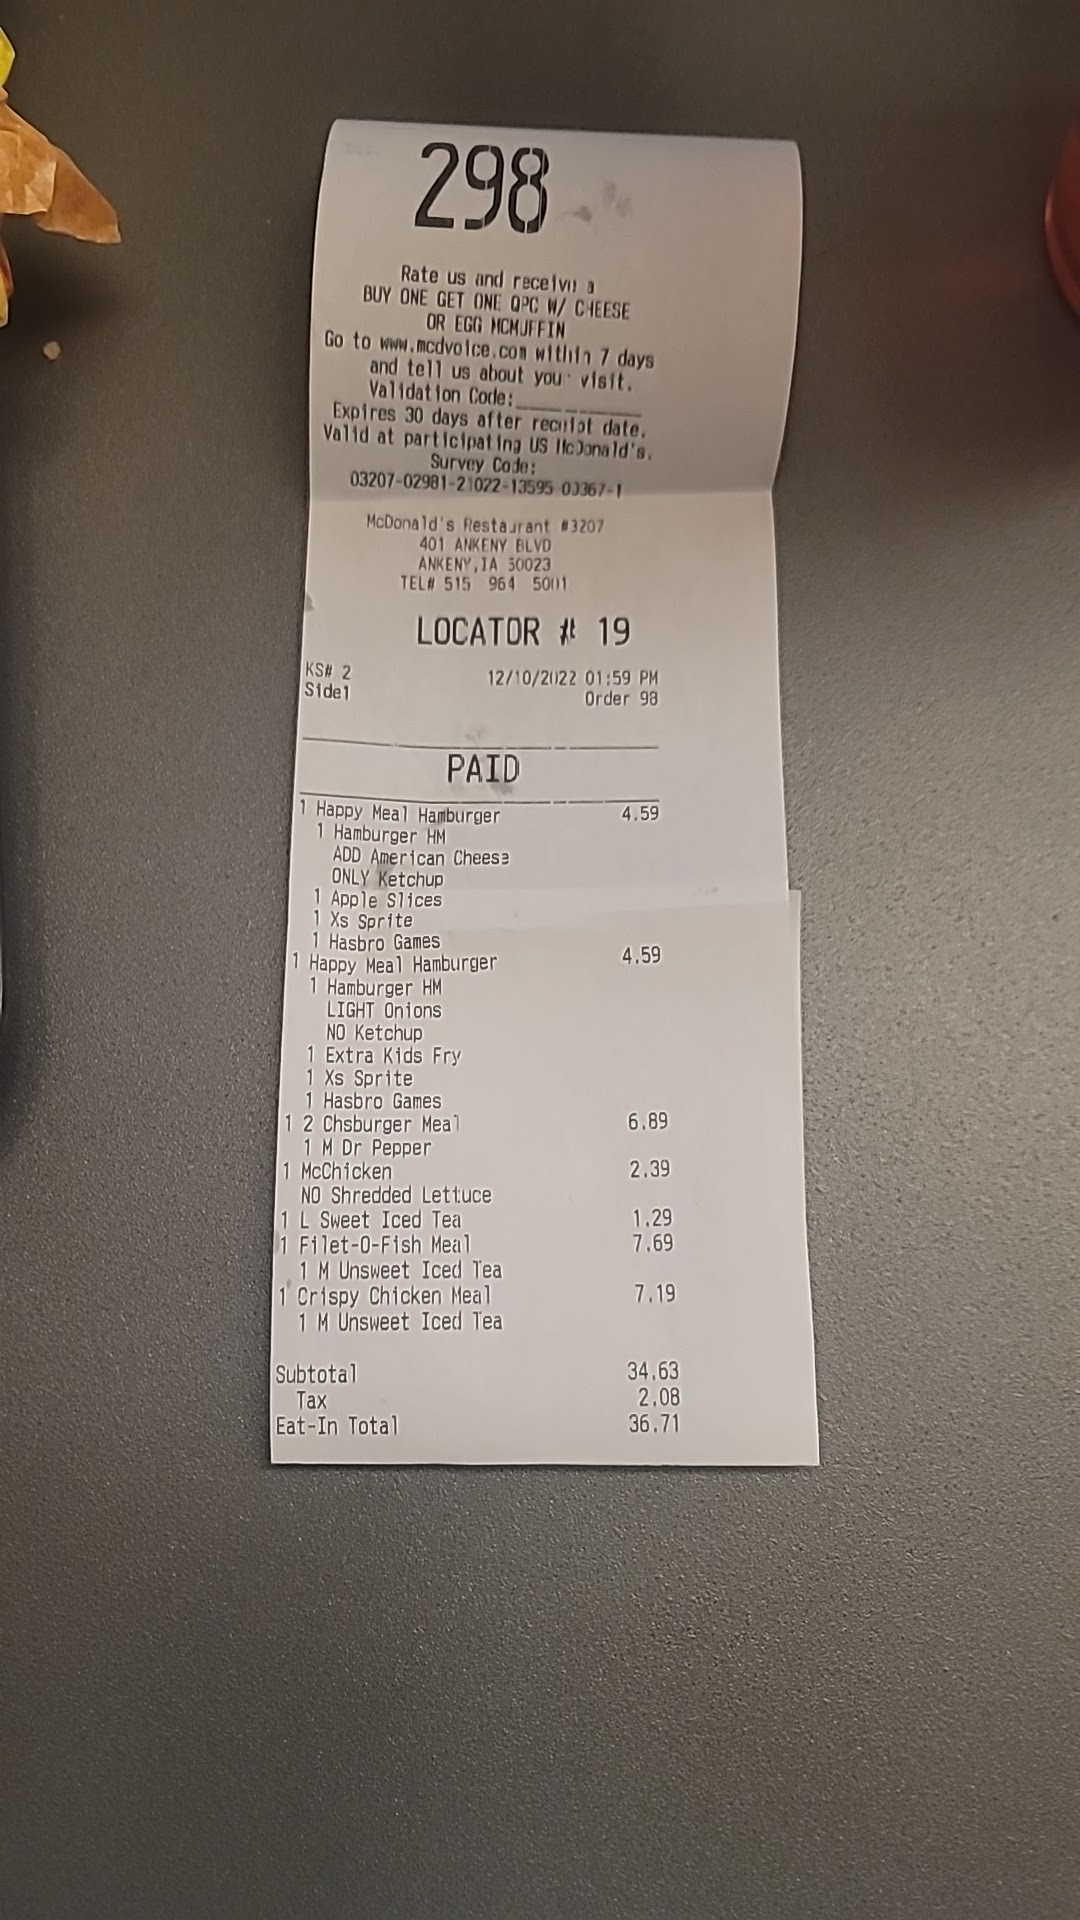 298
Rate us and receive a
BUY ONE GET ONE QPC W/ CHEESE
OR EGG MCMUFFIN
Go to www.mcdvoice.com within 7 days
and tell us about your visit.
Validation Code:____________
Expires 30 days after receipt date.
Valid at participating US McDonald's.
Survey Code:
03207-02981-21022-13595-00367-1
McDonald's Restaurant #3207
401 ANKENY BLVD
ANKENY,IA 50023
TEL# 515 964 5001
LOCATOR # 19
KS# 2 12/10/2022 01:59 PM
Side1 Order 98
PAID
1 Happy Meal Hamburger 4.59
1 Hamburger HM
ADD American Cheese
ONLY Ketchup
1 Apple Slices
1 Xs Sprite
1 Hasbro Games
1 Happy Meal Hamburger 4.59
1 Hamburger HM
LIGHT Onions
NO Ketchup
1 Extra Kids Fry
1 Xs Sprite
1 Hasbro Games
1 2 Chsburger Meal 6.89
1 M Dr Pepper
1 McChicken 2.39
NO Shredded Lettuce
1 L Sweet Iced Tea 1.29
1 Filet-O-Fish Meal 7.69
1 M Unsweet Iced Tea
1 Crispy Chicken Meal 7.19
1 M Unsweet Iced Tea
Subtotal 34.63
Tax 2.08
Eat-In Total 36.71